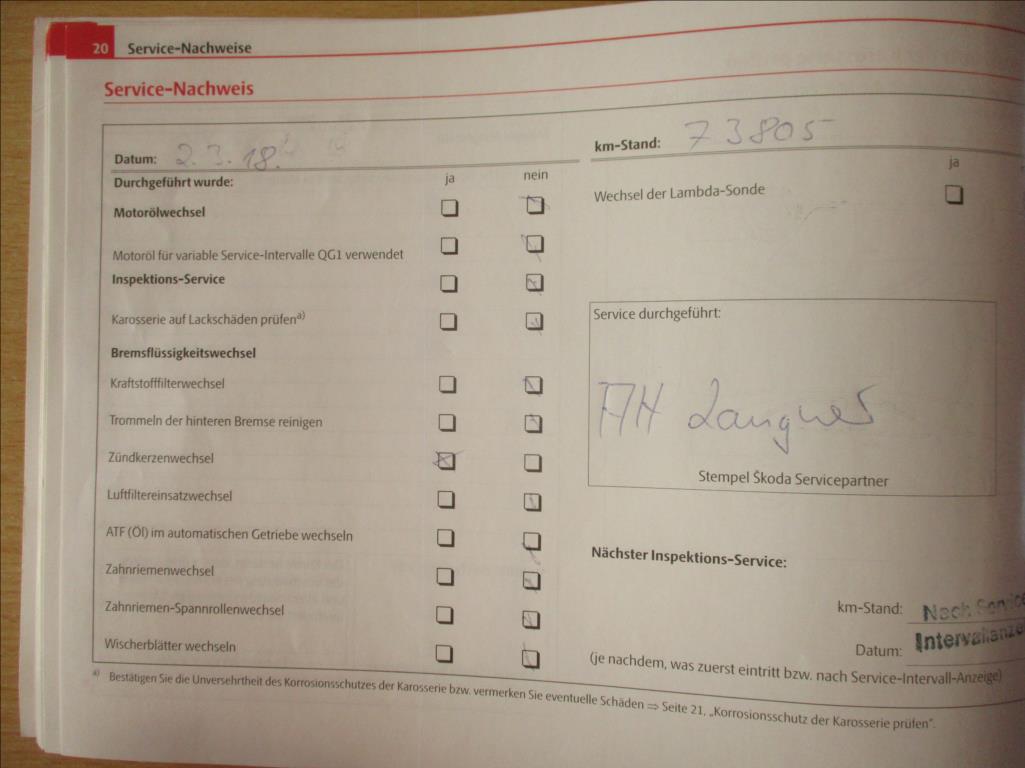 20 Service-Nachweise
Service-Nachweis
Datum: 2.3.18.
km-Stand: 73805
Durchgeführt wurde: ja nein
ja
Motorölwechsel
Wechsel der Lambda-Sonde
Motoröl für variable Service-Intervalle QG1 verwendet
Inspektions-Service
Karosserie auf Lackschäden prüfen a)
Bremsflüssigkeitswechsel
Kraftstofffilterwechsel
Trommeln der hinteren Bremse reinigen
Zündkerzenwechsel
Luftfiltereinsatzwechsel
ATF (Öl) im automatischen Getriebe wechseln
Zahnriemenwechsel
Zahnriemen-Spannrollenwechsel
Wischerblätter wechseln
Service durchgeführt:
AH Langner
Stempel Škoda Servicepartner
Nächster Inspektions-Service:
km-Stand: Nach Service
Datum: Intervallanze
(je nachdem, was zuerst eintritt bzw. nach Service-Intervall-Anzeige)
a) Bestätigen Sie die Unversehrtheit des Korrosionsschutzes der Karosserie bzw. vermerken Sie eventuelle Schäden ⇒ Seite 21, „Korrosionsschutz der Karosserie prüfen“.